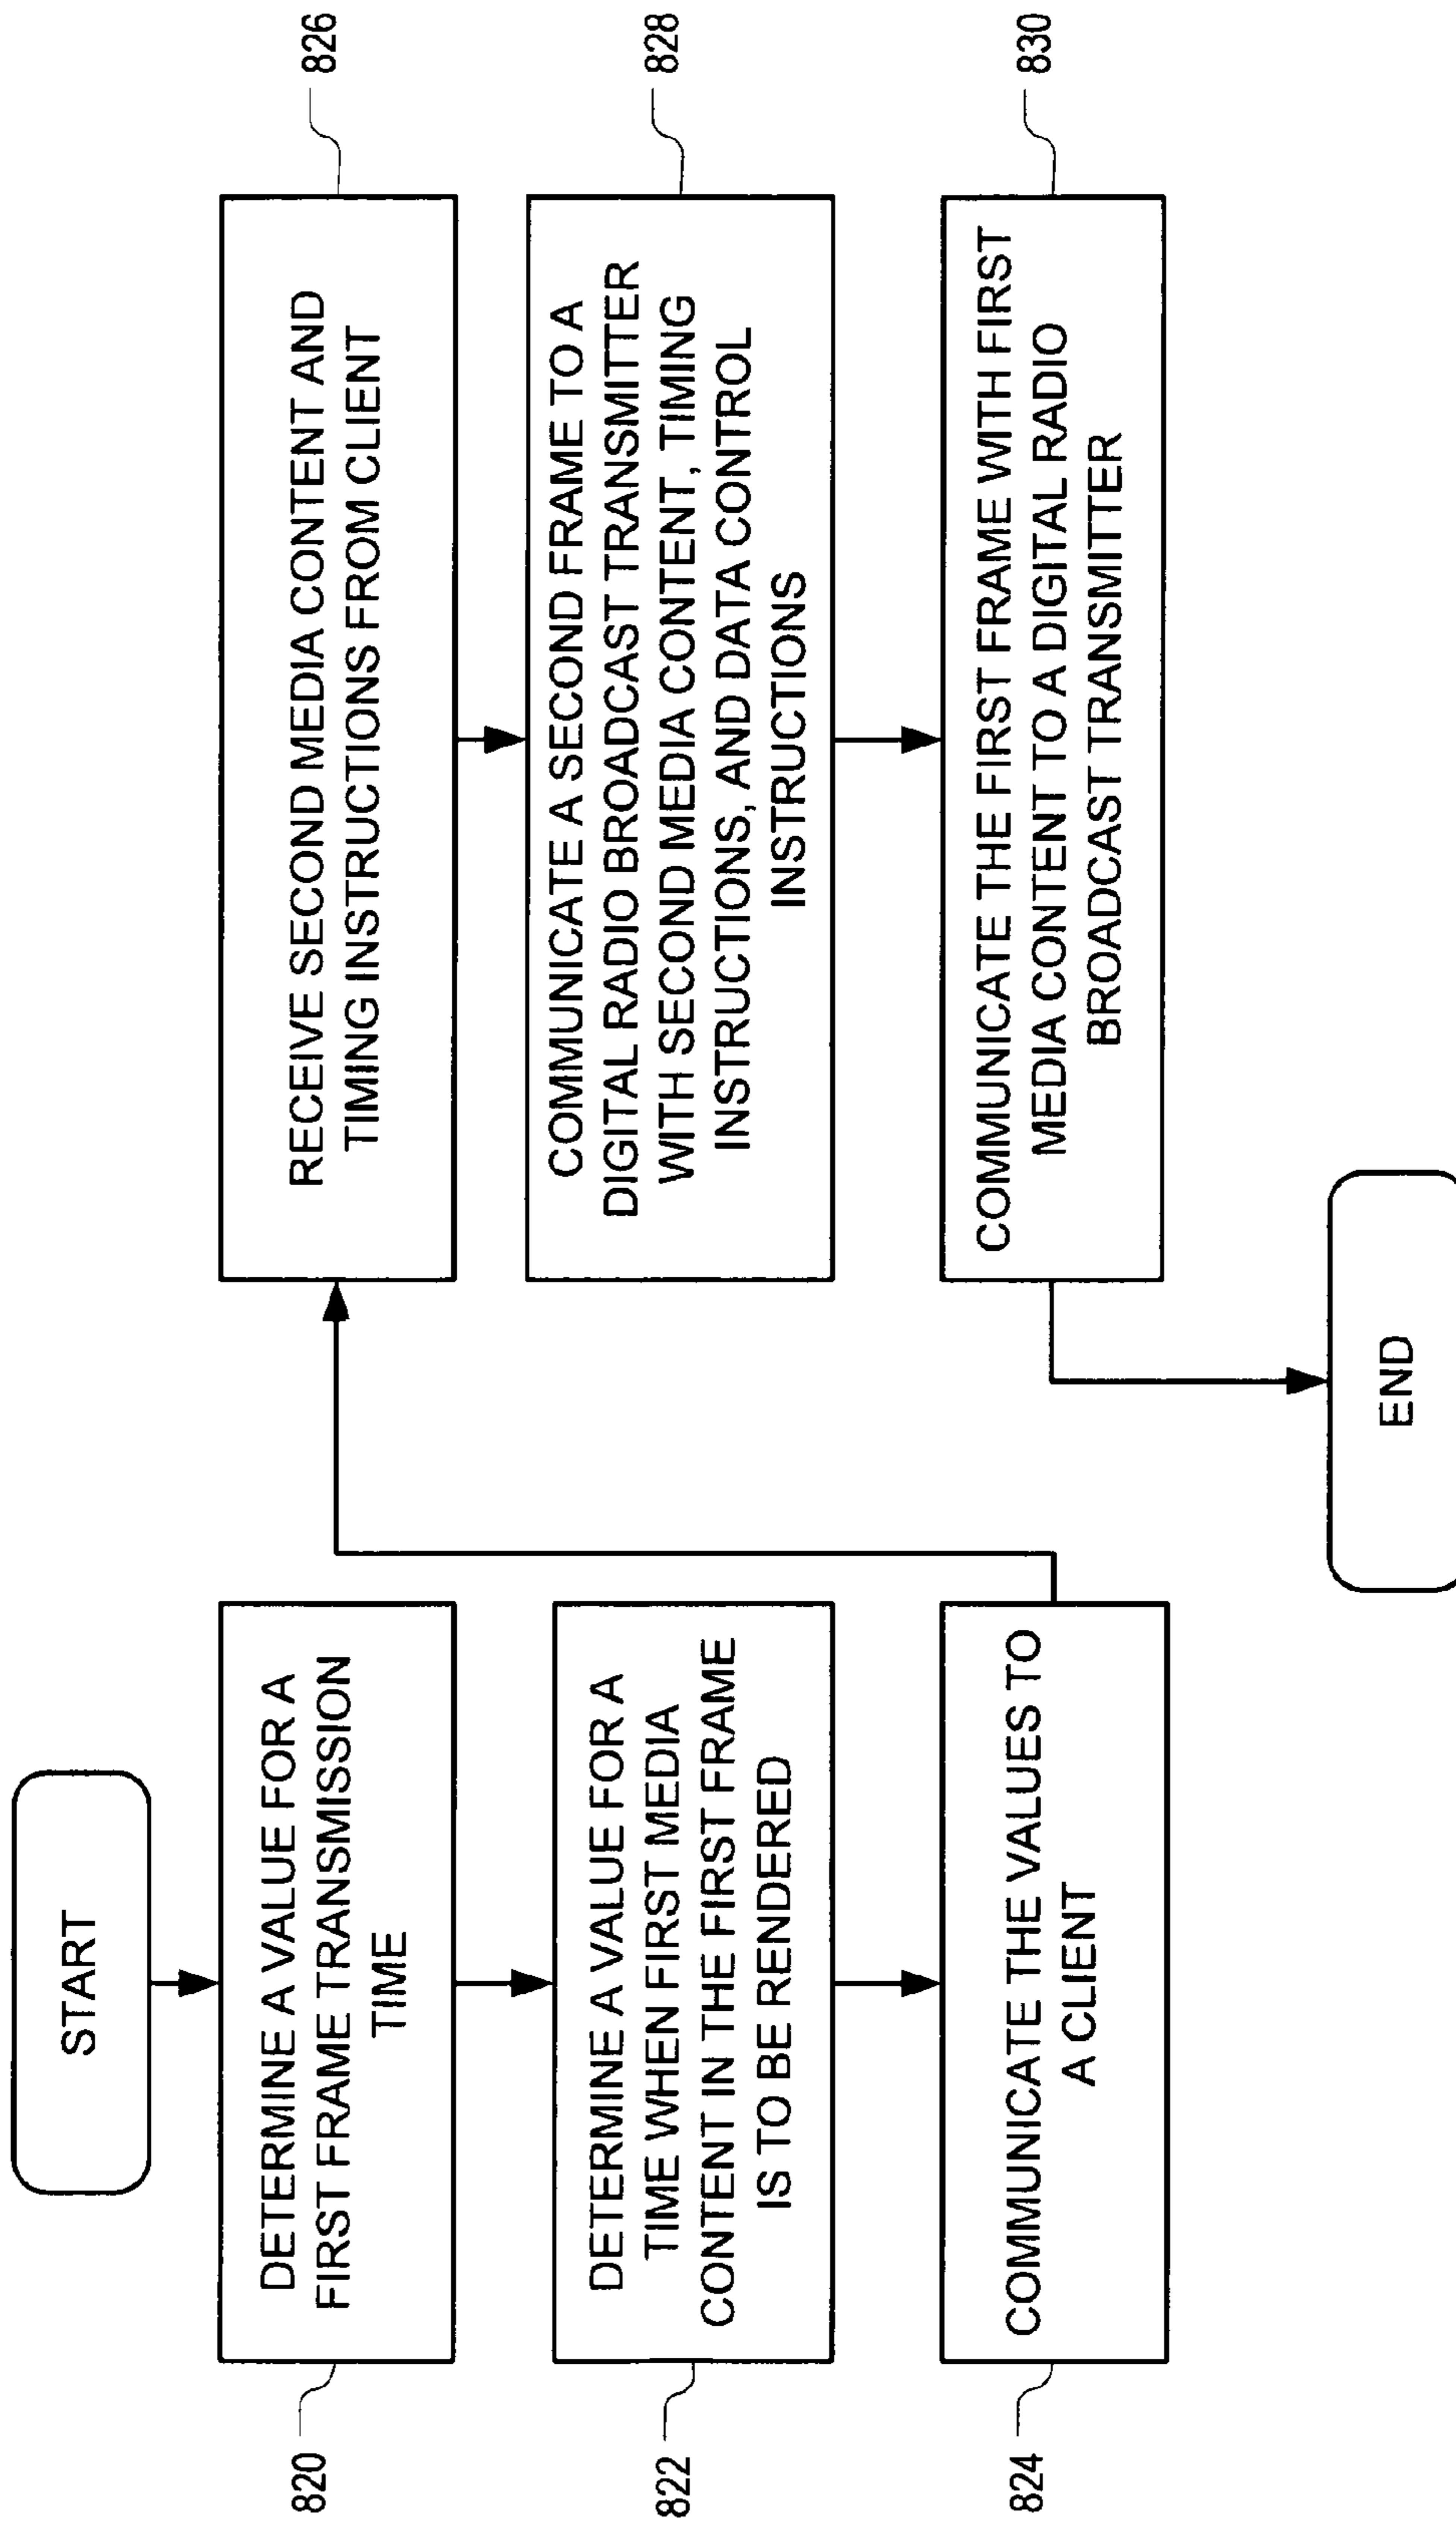 START
820
DETERMINE A VALUE FOR A
FIRST FRAME TRANSMISSION
TIME
822
DETERMINE A VALUE FOR A
TIME WHEN FIRST MEDIA
CONTENT IN THE FIRST FRAME
IS TO BE RENDERED
824
COMMUNICATE THE VALUES TO
A CLIENT
826
RECEIVE SECOND MEDIA CONTENT AND
TIMING INSTRUCTIONS FROM CLIENT
828
COMMUNICATE A SECOND FRAME TO A
DIGITAL RADIO BROADCAST TRANSMITTER
WITH SECOND MEDIA CONTENT, TIMING
INSTRUCTIONS, AND DATA CONTROL
INSTRUCTIONS
830
COMMUNICATE THE FIRST FRAME WITH FIRST
MEDIA CONTENT TO A DIGITAL RADIO
BROADCAST TRANSMITTER
END